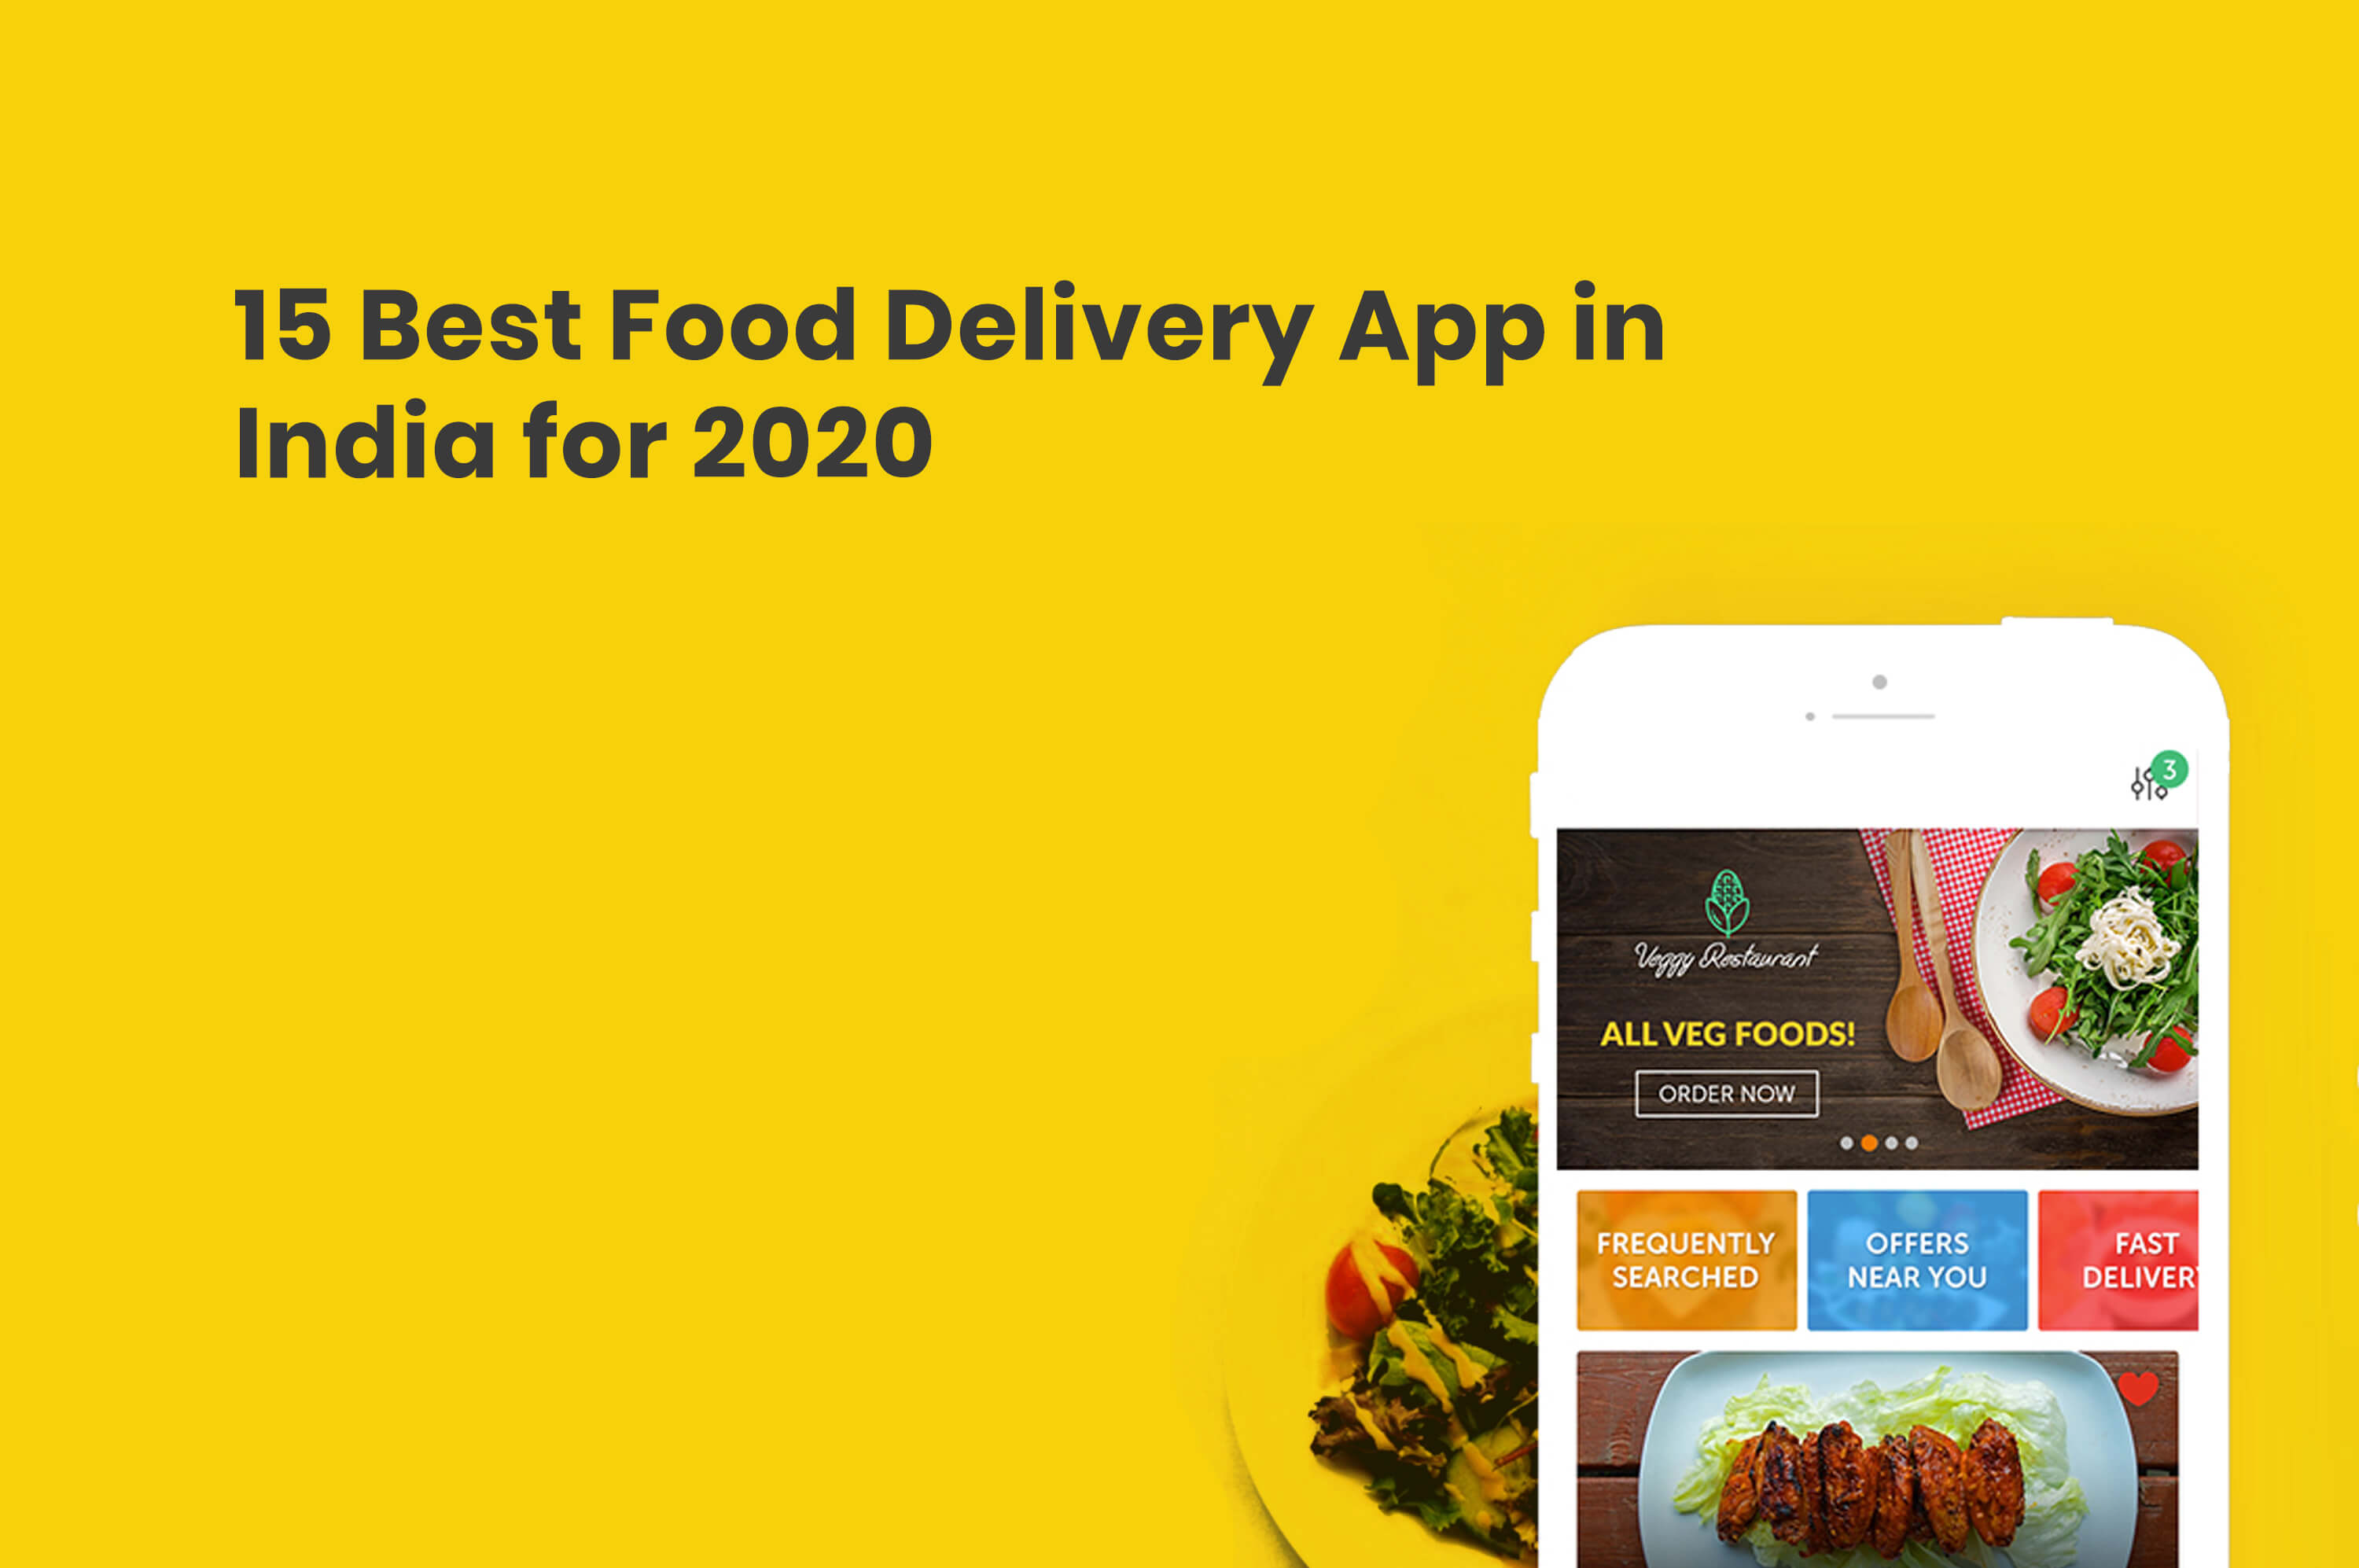 15 Best Food Delivery App in
India for 2020
3
Veggy Restaurant
ALL VEG FOODS!
ORDER NOW
FREQUENTLY
SEARCHED
OFFERS
NEAR YOU
FAST
DELIVERY